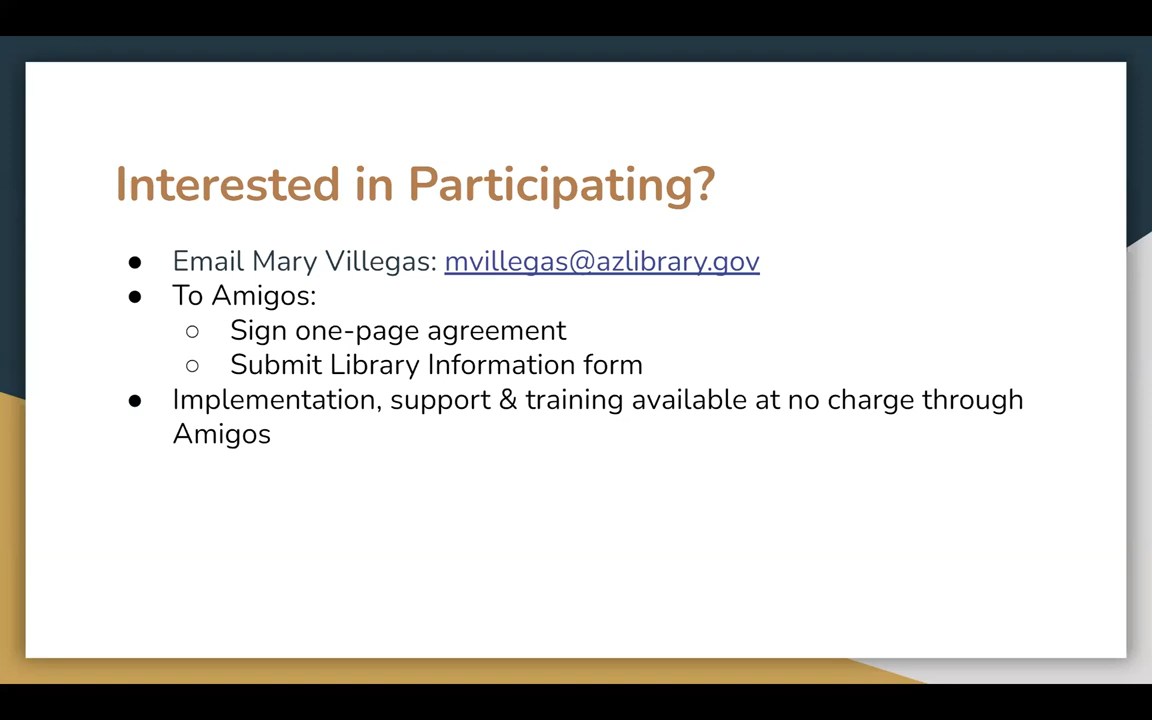 Interested in Participating?
● Email Mary Villegas: mvillegas@azlibrary.gov
● To Amigos:
○ Sign one-page agreement
○ Submit Library Information form
● Implementation, support & training available at no charge through
Amigos